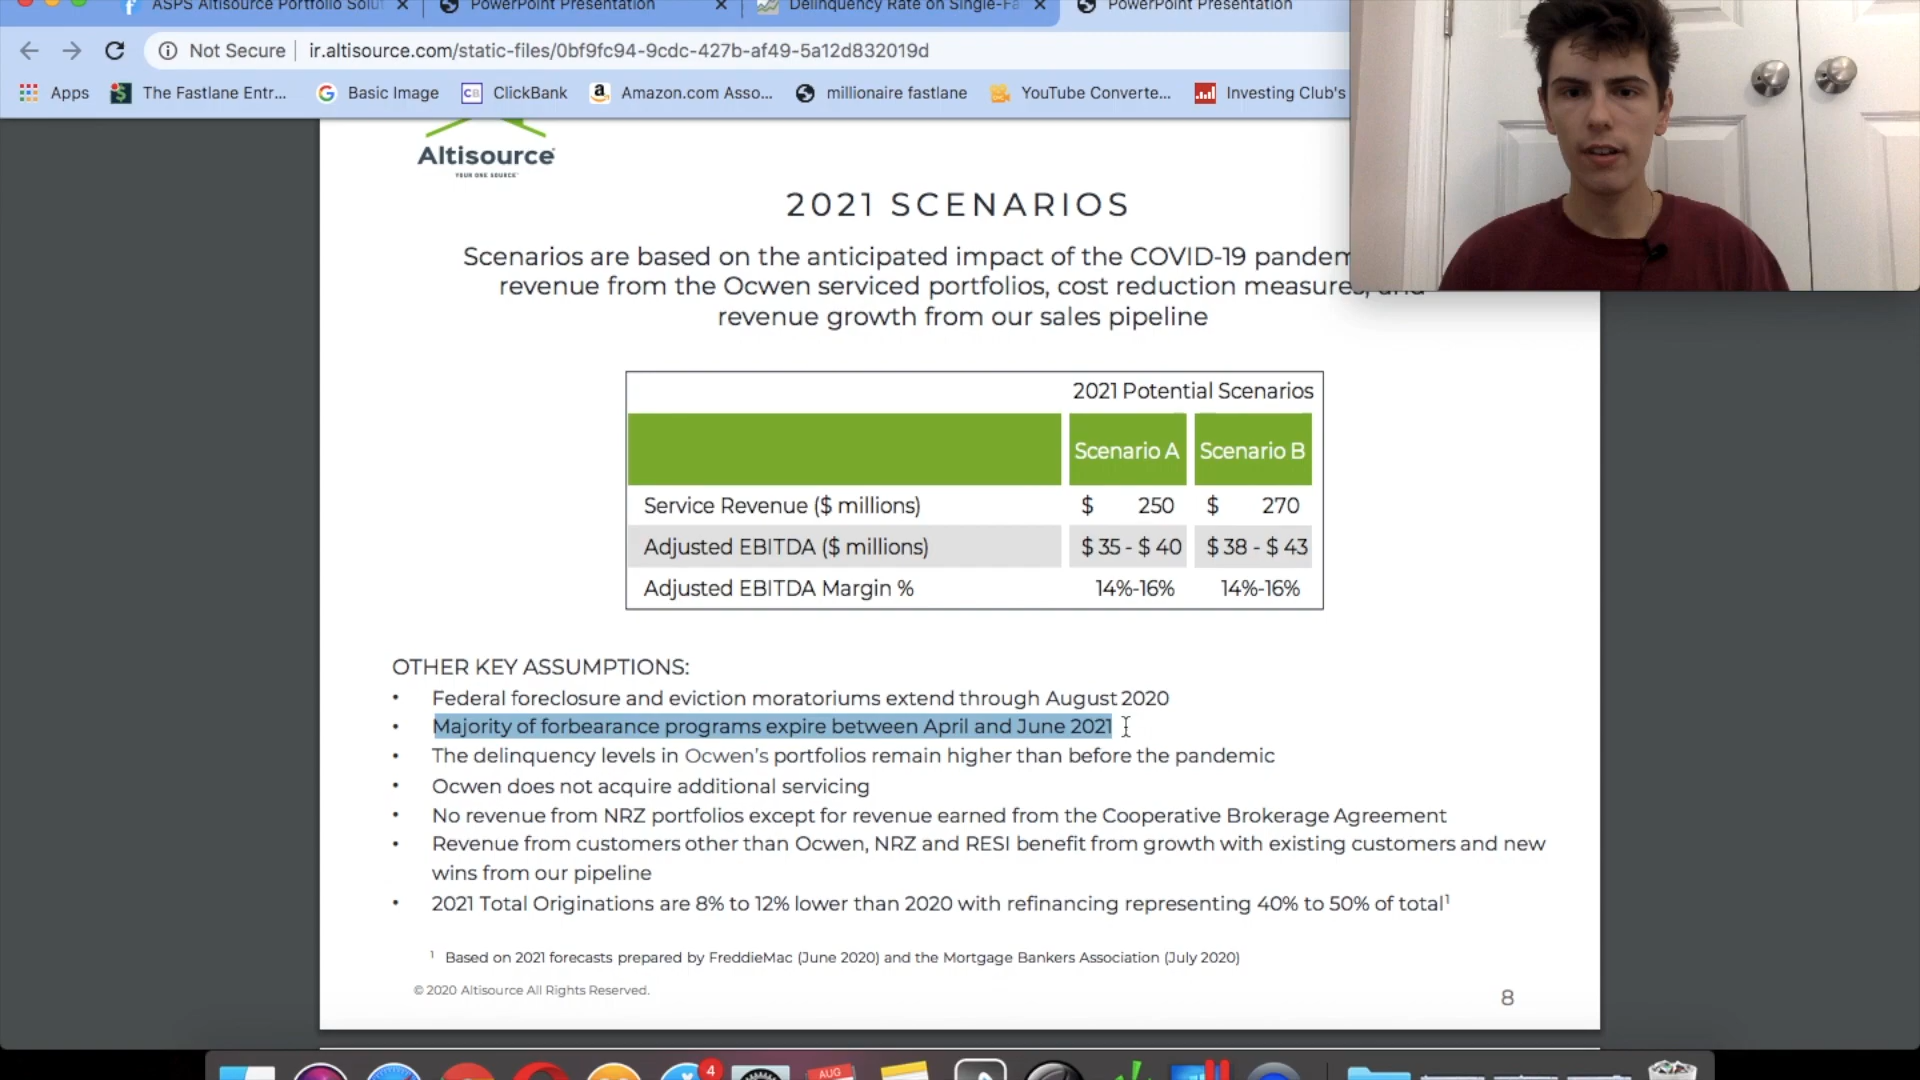 ASPS Altisource Portfolio Solut
PowerPoint Presentation
Delinquency Rate on Single-Fa
PowerPoint Presentation
Not Secure
ir.altisource.com/static-files/0bf9fc94-9cdc-427b-af49-5a12d832019d
Apps
The Fastlane Entr...
Basic Image
CB
ClickBank
Amazon.com Asso...
millionaire fastlane
YouTube Converte...
Investing Club's
Altisource
YOUR ONE SOURCE
2021 SCENARIOS
Scenarios are based on the anticipated impact of the COVID-19 pandem
revenue from the Ocwen serviced portfolios, cost reduction measures, and
revenue growth from our sales pipeline
2021 Potential Scenarios
Scenario A Scenario B
Service Revenue ($ millions) $ 250 $ 270
Adjusted EBITDA ($ millions) $ 35 - $ 40 $ 38 - $ 43
Adjusted EBITDA Margin % 14%-16% 14%-16%
OTHER KEY ASSUMPTIONS:
• Federal foreclosure and eviction moratoriums extend through August 2020
• Majority of forbearance programs expire between April and June 2021
• The delinquency levels in Ocwen's portfolios remain higher than before the pandemic
• Ocwen does not acquire additional servicing
• No revenue from NRZ portfolios except for revenue earned from the Cooperative Brokerage Agreement
• Revenue from customers other than Ocwen, NRZ and RESI benefit from growth with existing customers and new
wins from our pipeline
• 2021 Total Originations are 8% to 12% lower than 2020 with refinancing representing 40% to 50% of total¹
¹ Based on 2021 forecasts prepared by FreddieMac (June 2020) and the Mortgage Bankers Association (July 2020)
© 2020 Altisource All Rights Reserved.
8
4
AUG